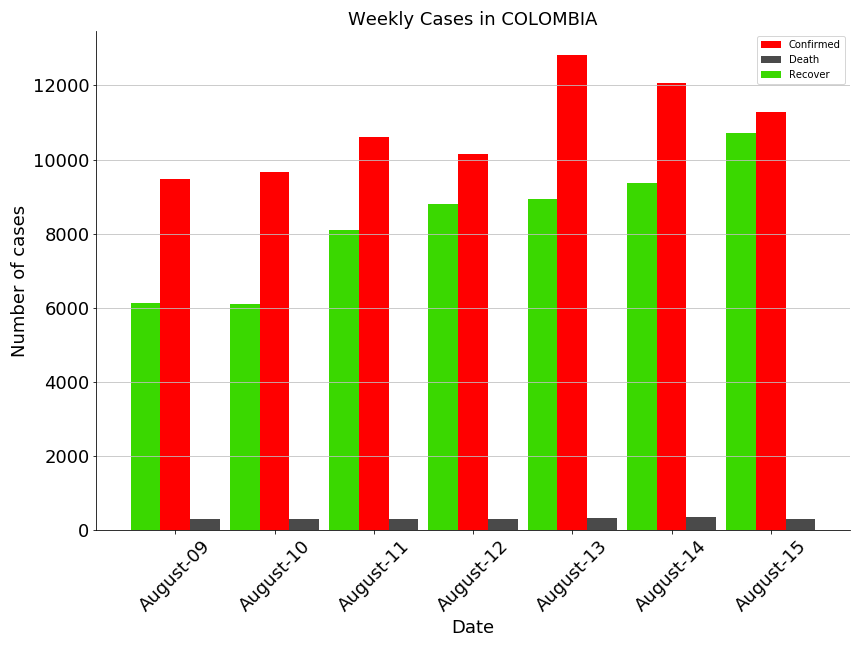 Weekly Cases in COLOMBIA
Confirmed
Death
Recover
Number of cases
12000
10000
8000
6000
4000
2000
0
August-09
August-10
August-11
August-12
August-13
August-14
August-15
Date